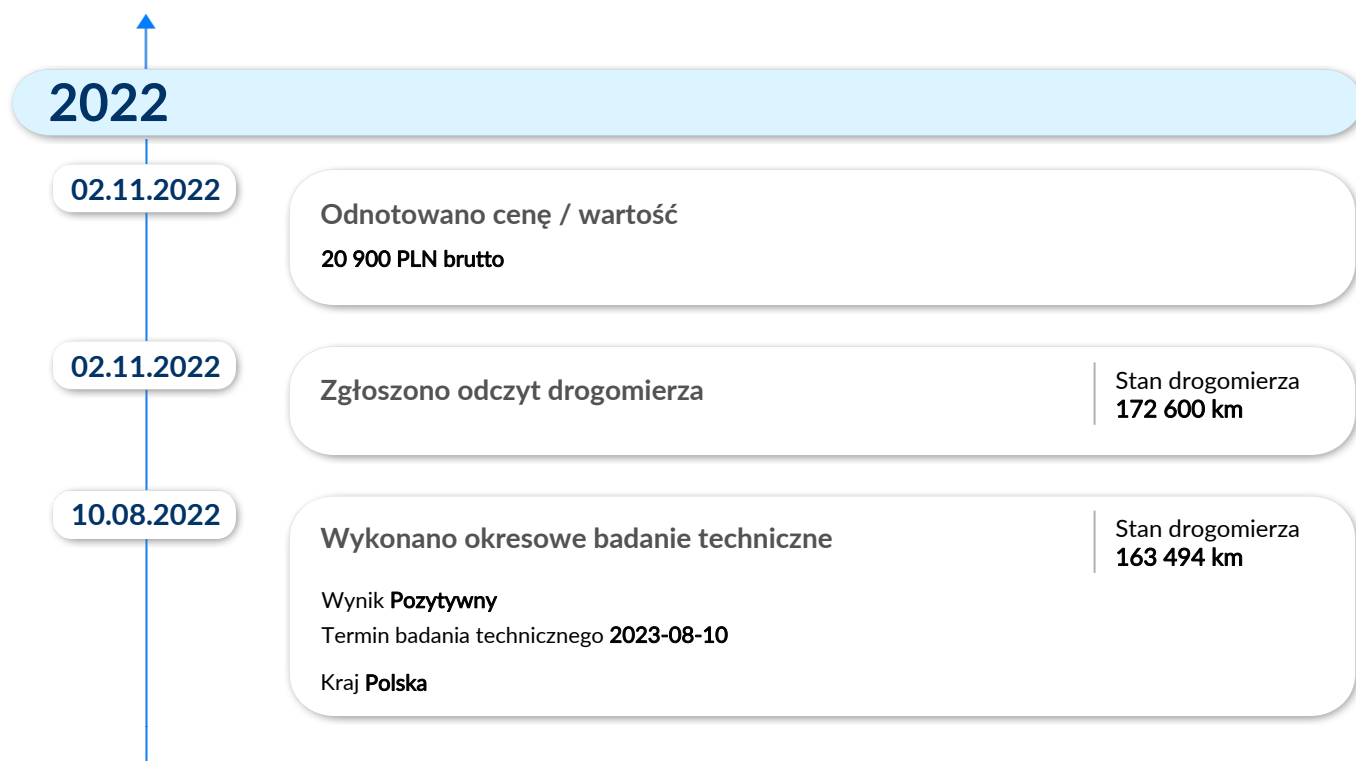 2022
02.11.2022
Odnotowano cenę / wartość
20 900 PLN brutto
02.11.2022
Zgłoszono odczyt drogomierza
Stan drogomierza
172 600 km
10.08.2022
Wykonano okresowe badanie techniczne
Stan drogomierza
163 494 km
Wynik Pozytywny
Termin badania technicznego 2023-08-10
Kraj Polska